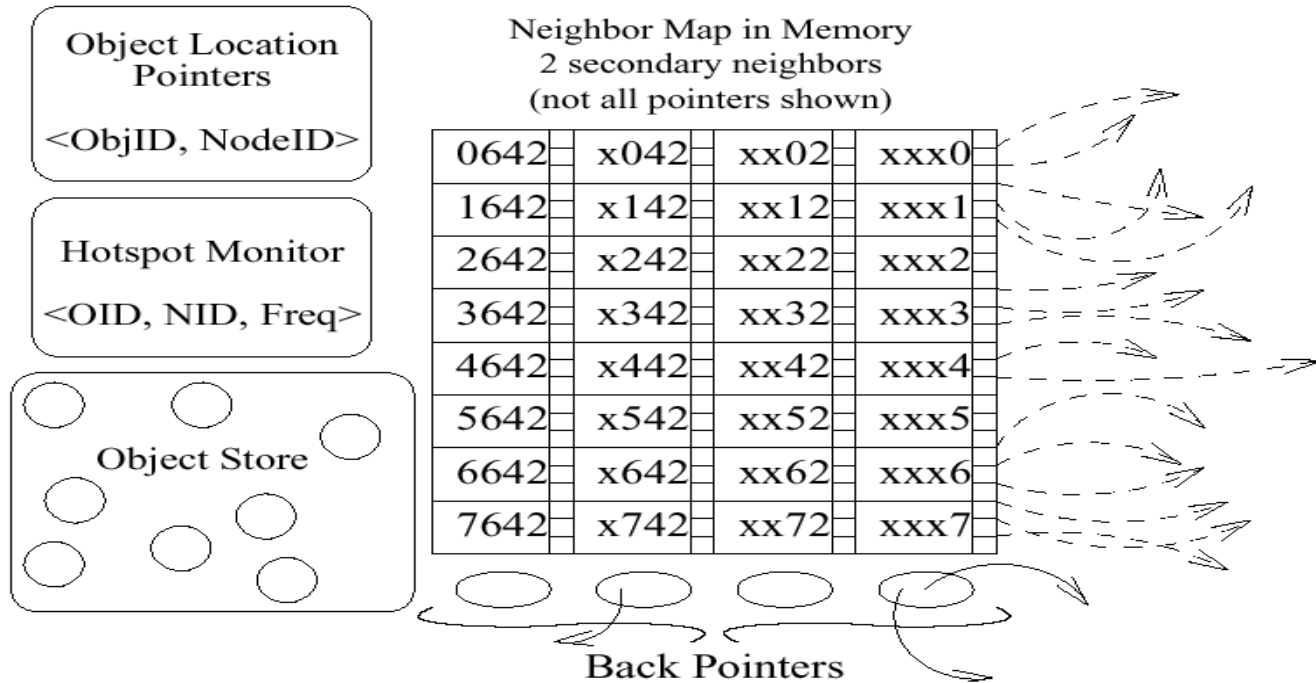 Object Location
Pointers
<ObjID, NodeID>
Hotspot Monitor
<OID, NID, Freq>
Object Store
Neighbor Map in Memory
2 secondary neighbors
(not all pointers shown)
0642 x042 xx02 xxx0
1642 x142 xx12 xxx1
2642 x242 xx22 xxx2
3642 x342 xx32 xxx3
4642 x442 xx42 xxx4
5642 x542 xx52 xxx5
6642 x642 xx62 xxx6
7642 x742 xx72 xxx7
Back Pointers